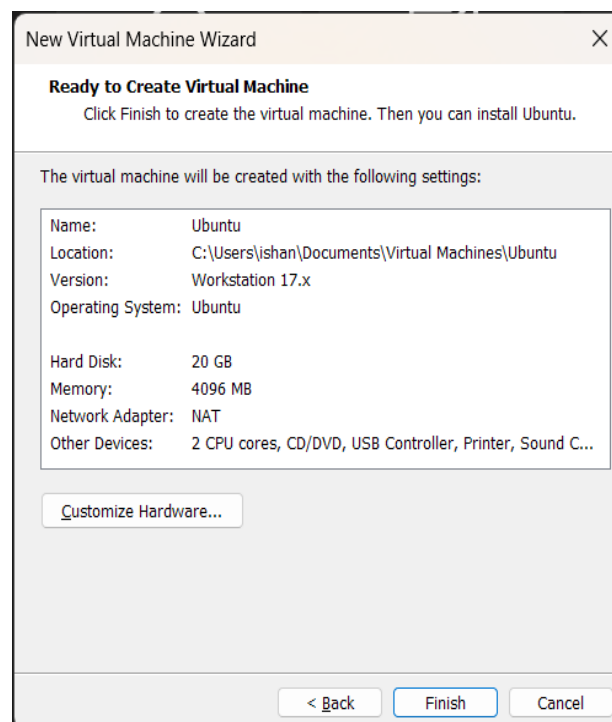 New Virtual Machine Wizard
Ready to Create Virtual Machine
Click Finish to create the virtual machine. Then you can install Ubuntu.
The virtual machine will be created with the following settings:
Name: Ubuntu
Location: C:\Users\ishan\Documents\Virtual Machines\Ubuntu
Version: Workstation 17.x
Operating System: Ubuntu
Hard Disk: 20 GB
Memory: 4096 MB
Network Adapter: NAT
Other Devices: 2 CPU cores, CD/DVD, USB Controller, Printer, Sound C...
Customize Hardware...
< Back Finish Cancel